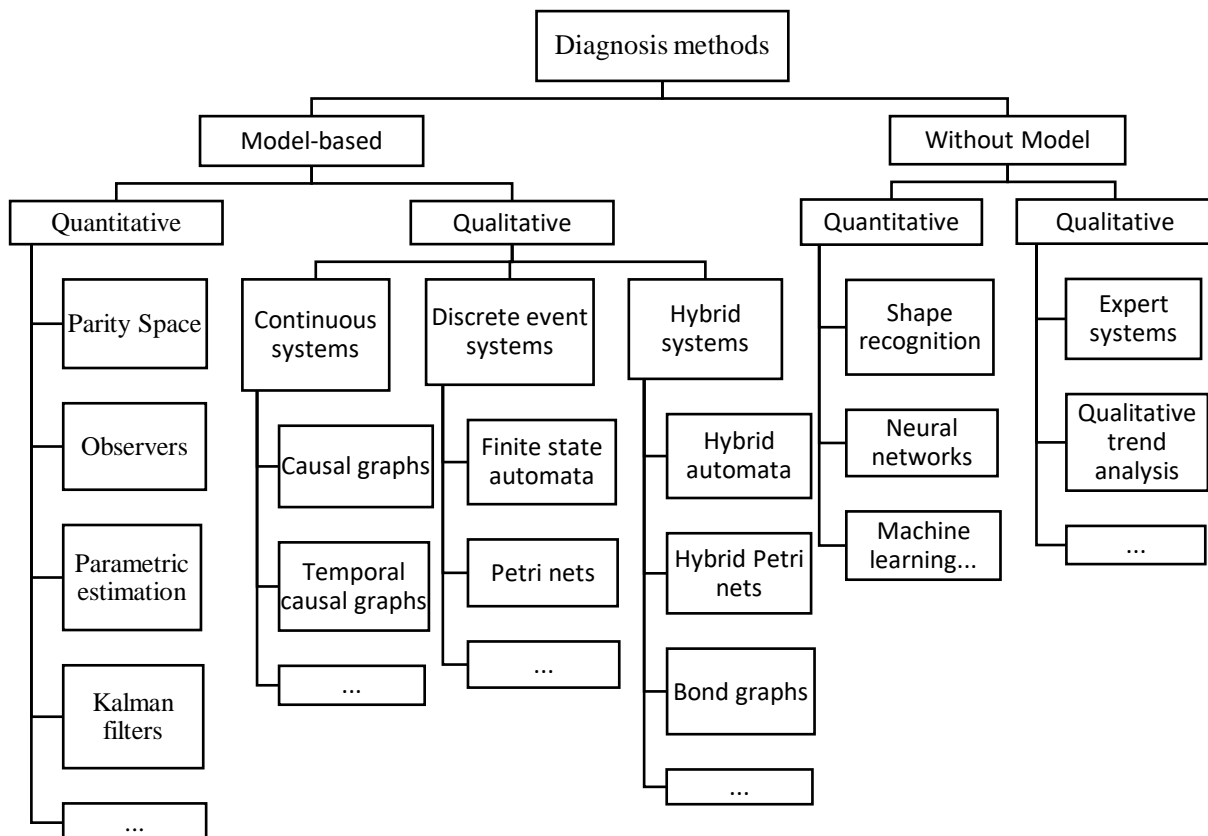 Diagnosis methods
Model-based
Without Model
Quantitative
Qualitative
Quantitative
Qualitative
Parity Space
Observers
Parametric
estimation
Kalman
filters
...
Continuous
systems
Causal graphs
Temporal
causal graphs
...
Discrete event
systems
Finite state
automata
Petri nets
...
Hybrid
systems
Hybrid
automata
Hybrid Petri
nets
Bond graphs
...
Shape
recognition
Neural
networks
Machine
learning...
Expert
systems
Qualitative
trend
analysis
...